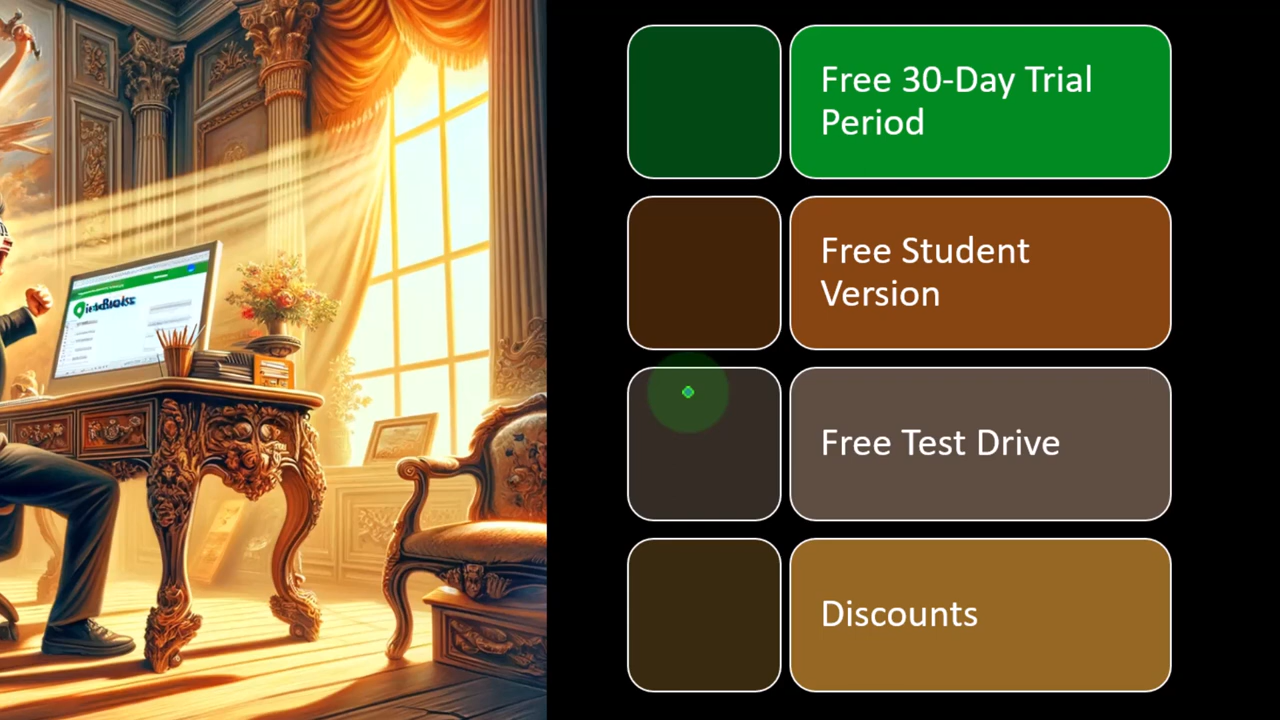 Free 30-Day Trial
Period
Free Student
Version
Free Test Drive
Discounts